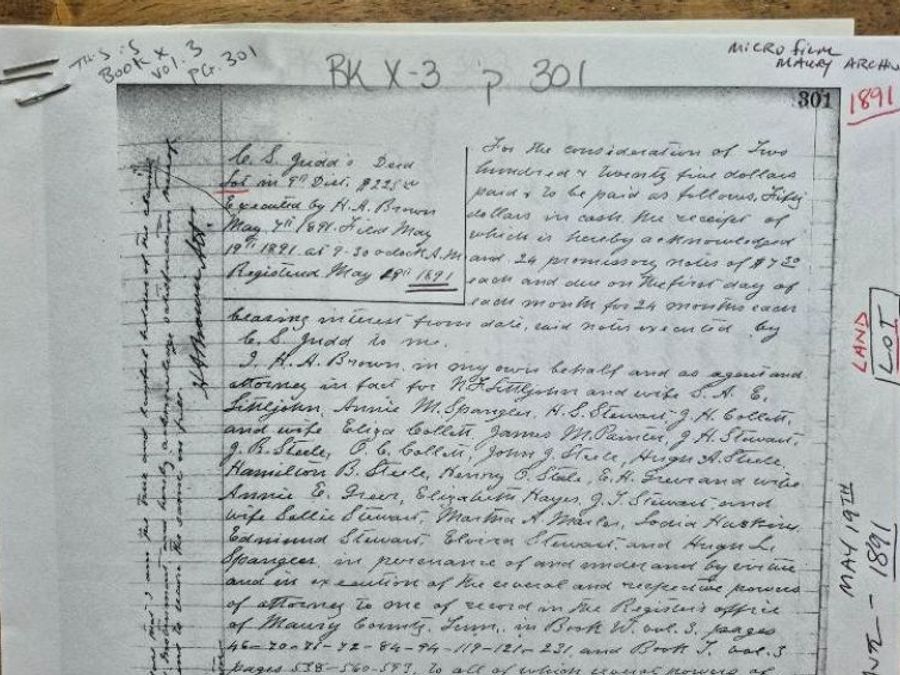 THIS IS
BOOK X
VOL. 3
PG. 301
BK X-3 p 301
MICROFILM
MAURY ARCHIV
301
1891
C. S. Judd's Deed
Lot in 9th Dist. $225
Executed by H. A. Brown
May 7th 1891. Filed May
19th 1891. at 9-30 o'clock A.M.
Registered May 1891
For the consideration of Two
hundred & twenty five dollars
paid & to be paid as follows, Fifty
dollars in cash, the receipt of
which is hereby acknowledged
and 24 promissory notes of $7 30
each and due on the first day of
each month for 24 months each
bearing interest from date, said notes executed by
C. S. Judd to me.
I H. A. Brown, in my own behalf and as agent and
attorney in fact for N. F. Littlejohn and wife S. A. E.
Littlejohn, Annie M. Spangler, H. S. Stewart, J. H. Collett,
and wife Eliza Collett, James M. Painter, J. H. Stewart,
J. R. Steele, O. C. Collett, John J. Steele, Hugh A. Steele,
Hamilton B. Steele, Henry O. Steele, E. H. Greer and wife
Annie E. Greer, Elizabeth Hayes, J. T. Stewart and
wife Sallie Stewart, Martha A. Haskins,
Edmund Stewart, Elvira Stewart, and Hugh L.
Spangler, in persuance of and under and by virtue
and in execution of the several and respective powers
of attorney to me of record in the Register's office
of Maury County, Tenn., in Book W. vol. 3, pages
46-70-71-72-84-94-119-121-231, and Book T. vol. 3
pages 538-560-593, to all of which several powers of
LAND
LOT
MAY 19TH
1891